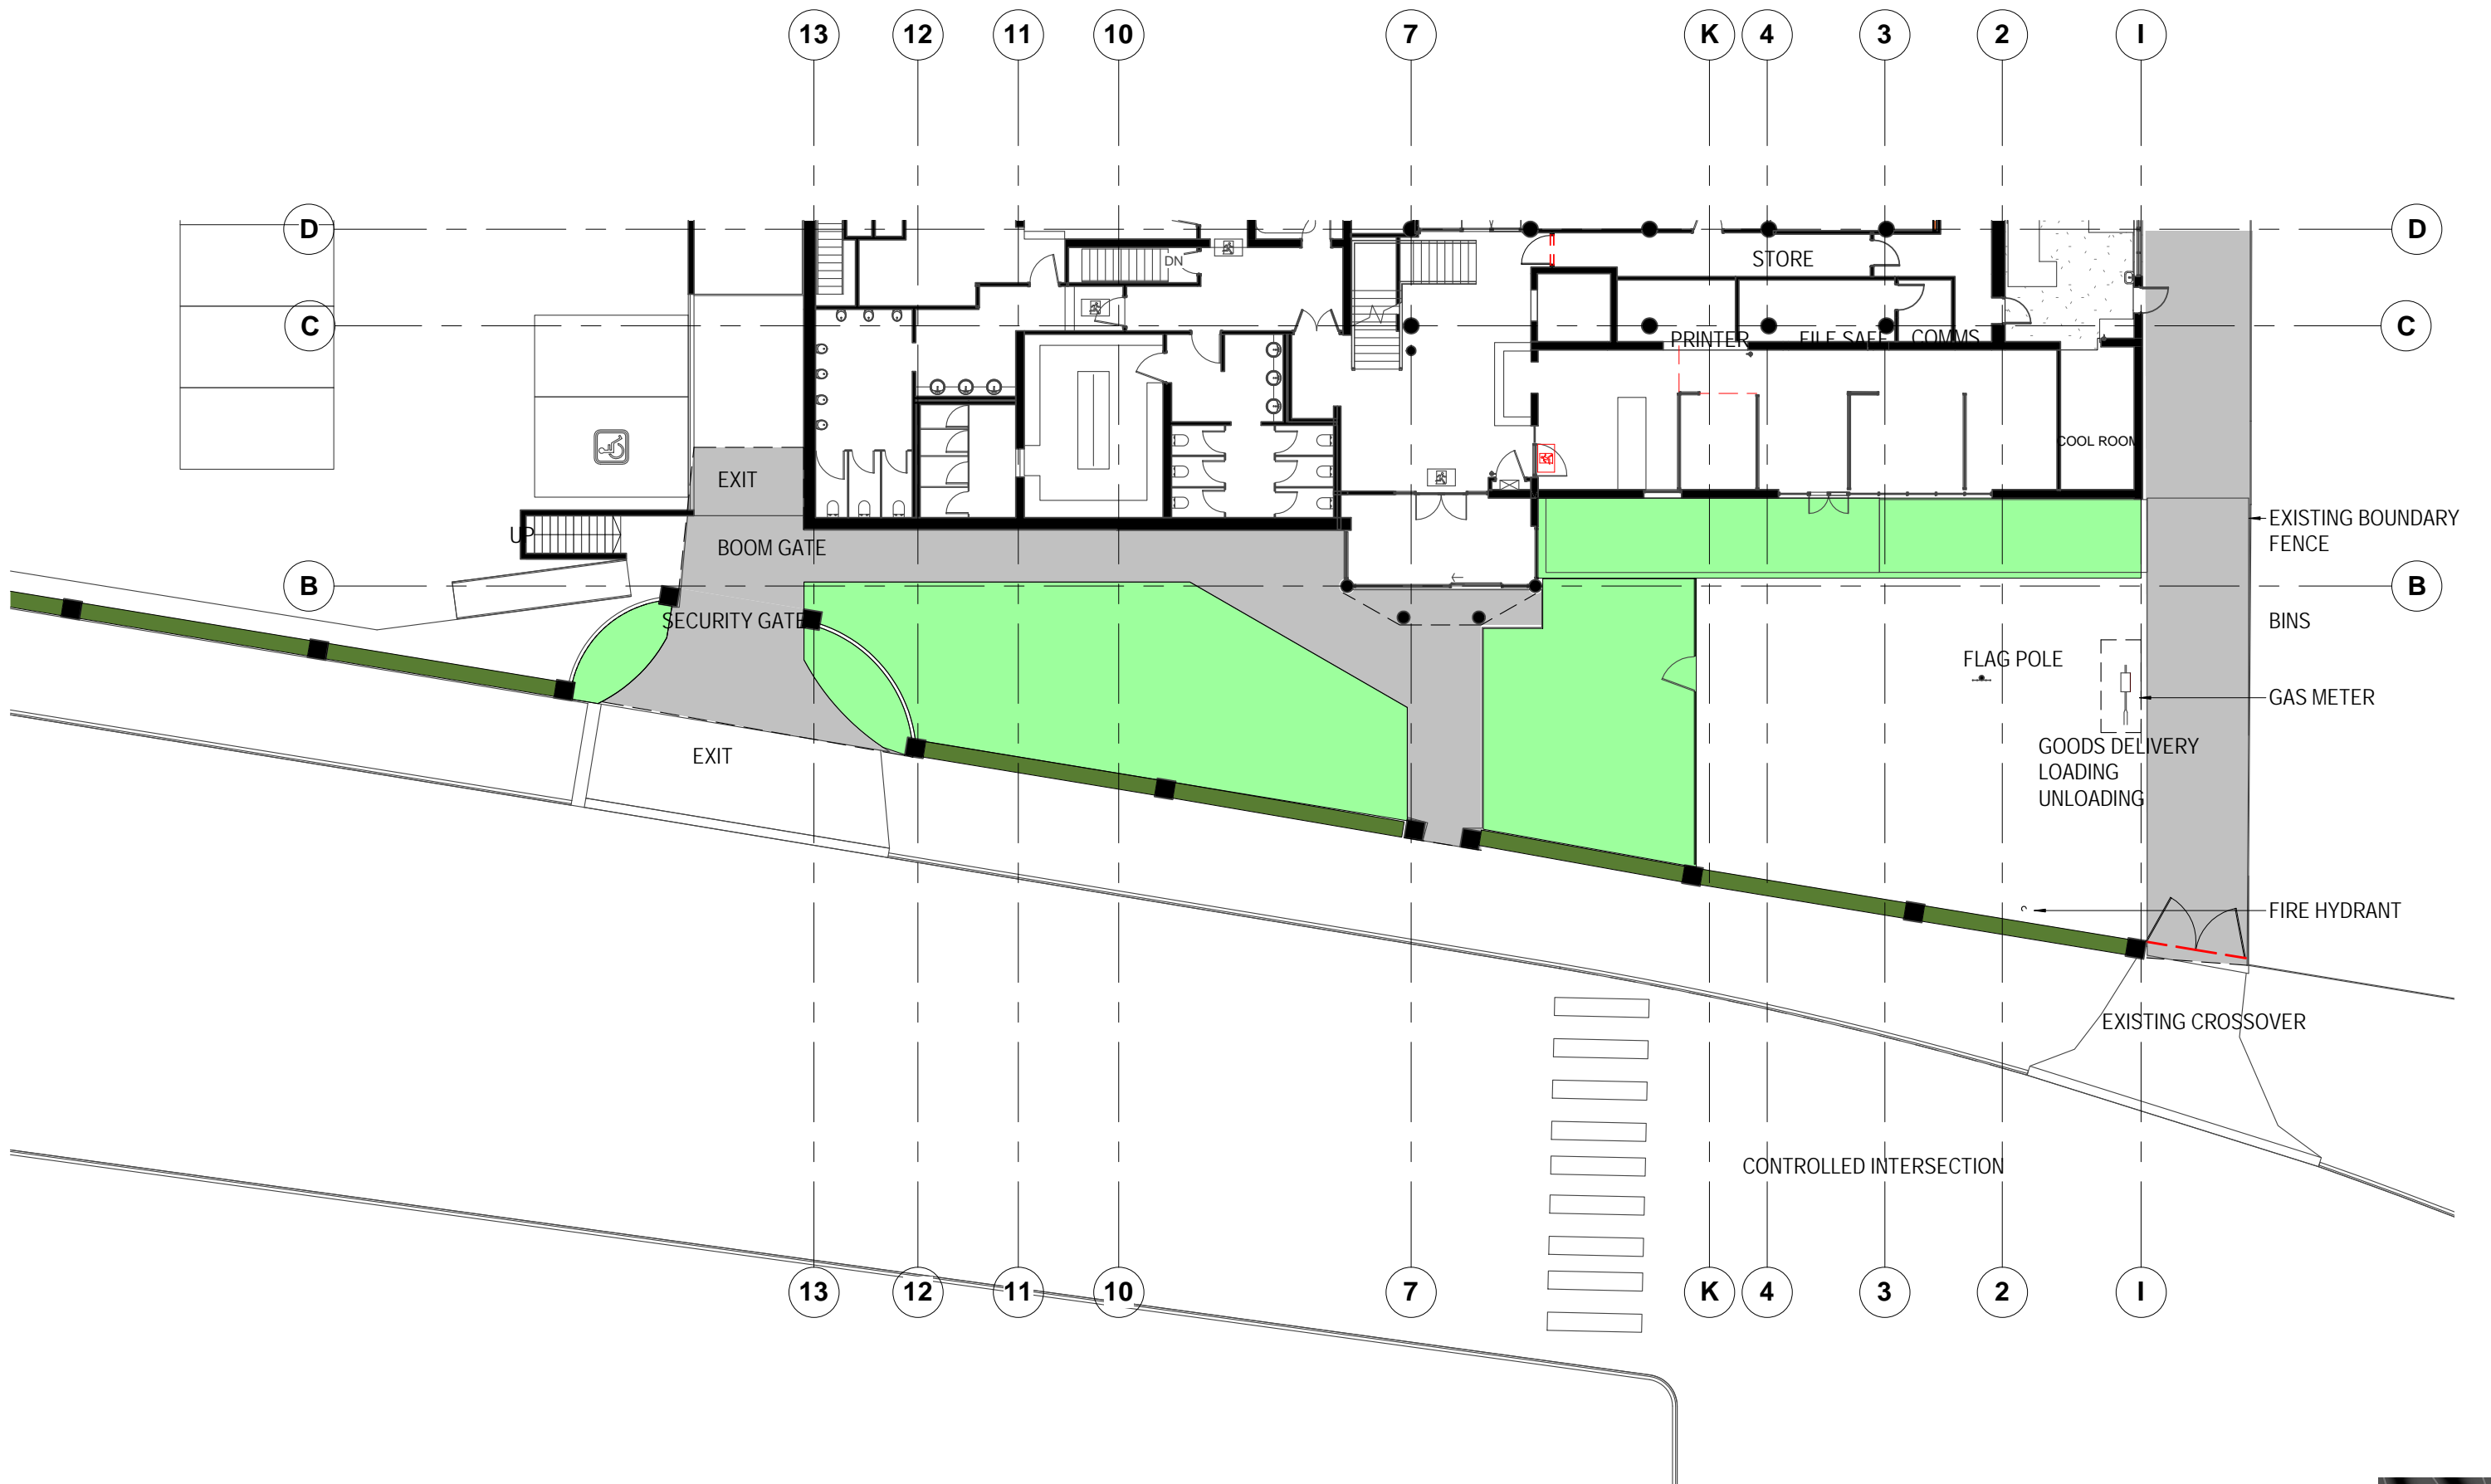 13 12 11 10 7 K 4 3 2 I
D D
DN
STORE
C C
PRINTER FILE SAFE COMMS
COOL ROOM
EXIT
EXISTING BOUNDARY
FENCE
UP
BOOM GATE
B B
SECURITY GATE
BINS
FLAG POLE
GAS METER
GOODS DELIVERY
LOADING
UNLOADING
EXIT
FIRE HYDRANT
EXISTING CROSSOVER
CONTROLLED INTERSECTION
13 12 11 10 7 K 4 3 2 I